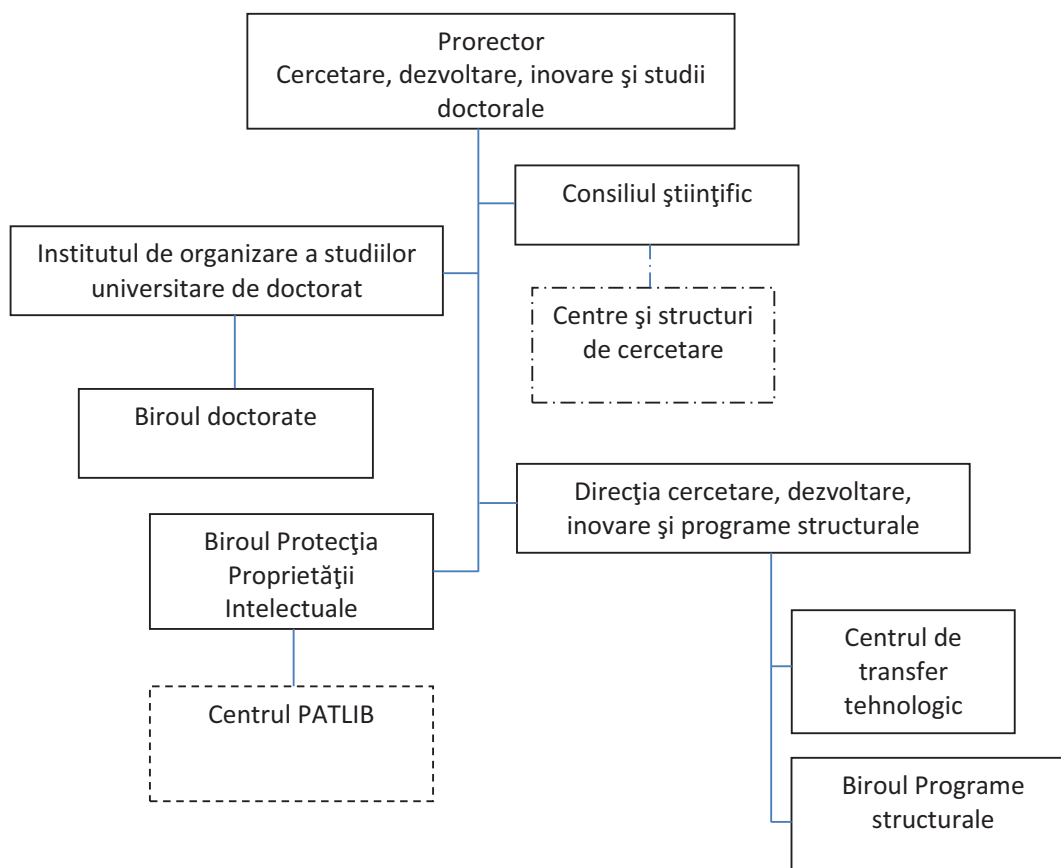 Prorector
Cercetare, dezvoltare, inovare şi studii
doctorale
Consiliul ştiinţific
Institutul de organizare a studiilor
universitare de doctorat
Centre şi structuri
de cercetare
Biroul doctorate
Direcţia cercetare, dezvoltare,
inovare şi programe structurale
Biroul Protecţia
Proprietăţii
Intelectuale
Centrul de
transfer
tehnologic
Centrul PATLIB
Biroul Programe
structurale